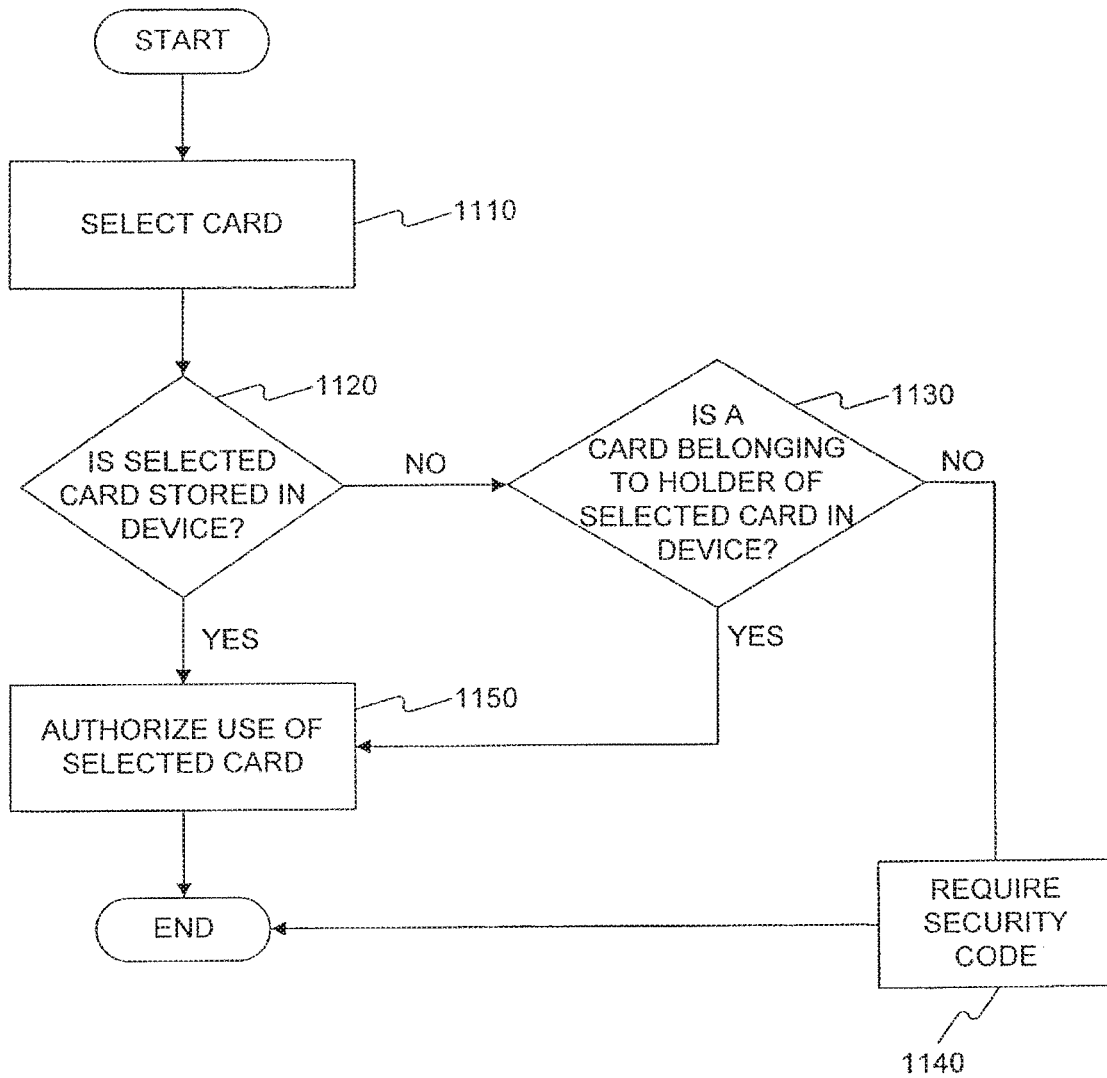 START
SELECT CARD
1110
1120
IS SELECTED
CARD STORED IN
DEVICE?
NO
1130
IS A
CARD BELONGING
TO HOLDER OF
SELECTED CARD IN
DEVICE?
NO
YES
YES
1150
AUTHORIZE USE OF
SELECTED CARD
REQUIRE
SECURITY
CODE
END
1140